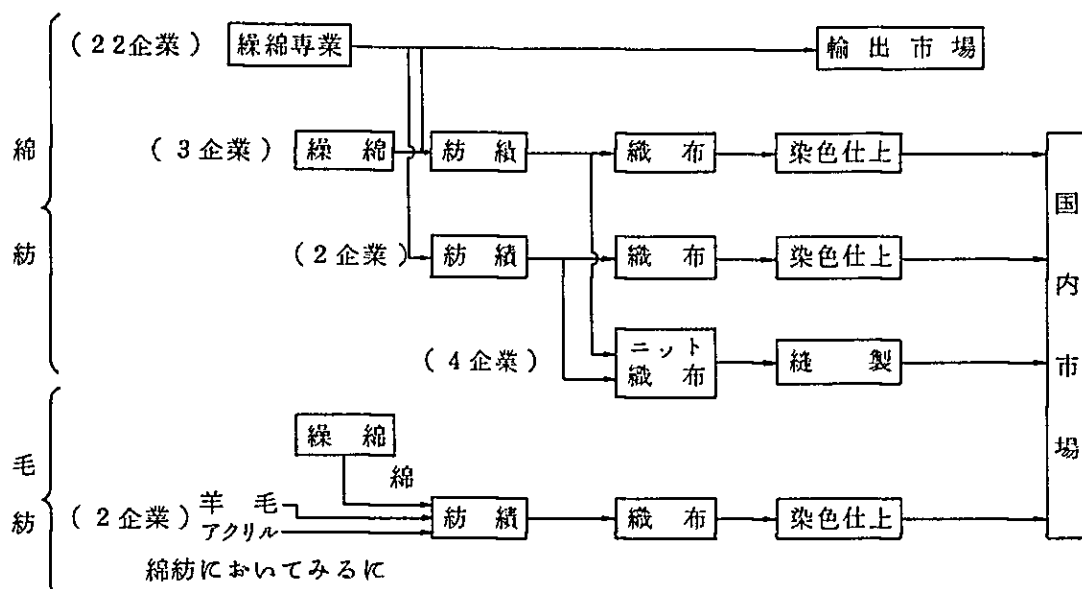 (22企業) 繰綿専業 輸出市場
(3企業) 繰綿 紡績 織布 染色仕上
綿紡
(2企業) 紡績 織布 染色仕上
(4企業) ニット織布 縫製
国内市場
繰綿
綿
毛紡
(2企業) 羊毛 紡績 織布 染色仕上
アクリル
綿紡においてみるに